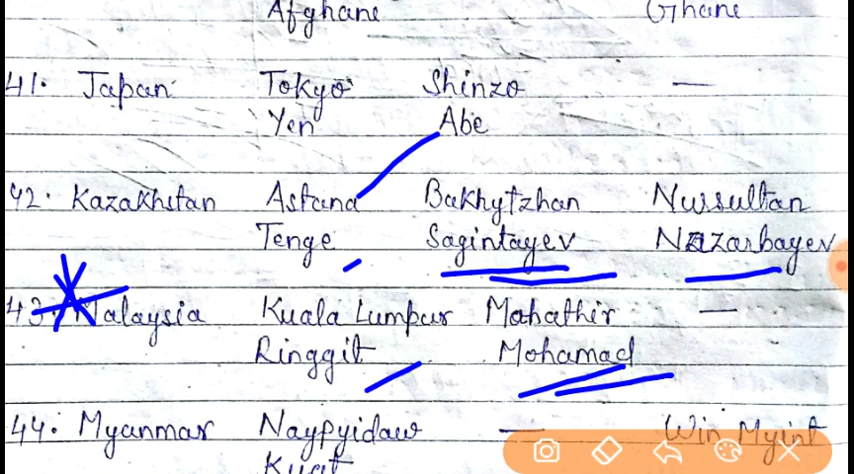 Afghane Ghane
41. Japan Tokyo Shinzo —
Yen Abe
42. Kazakhstan Astana Bakhytzhan Nursultan
Tenge Sagintayev Nazarbayev
43. Malaysia Kuala Lumpur Mahathir —
Ringgit Mohamad
44. Myanmar Naypyidaw — Win Myint
Kyat